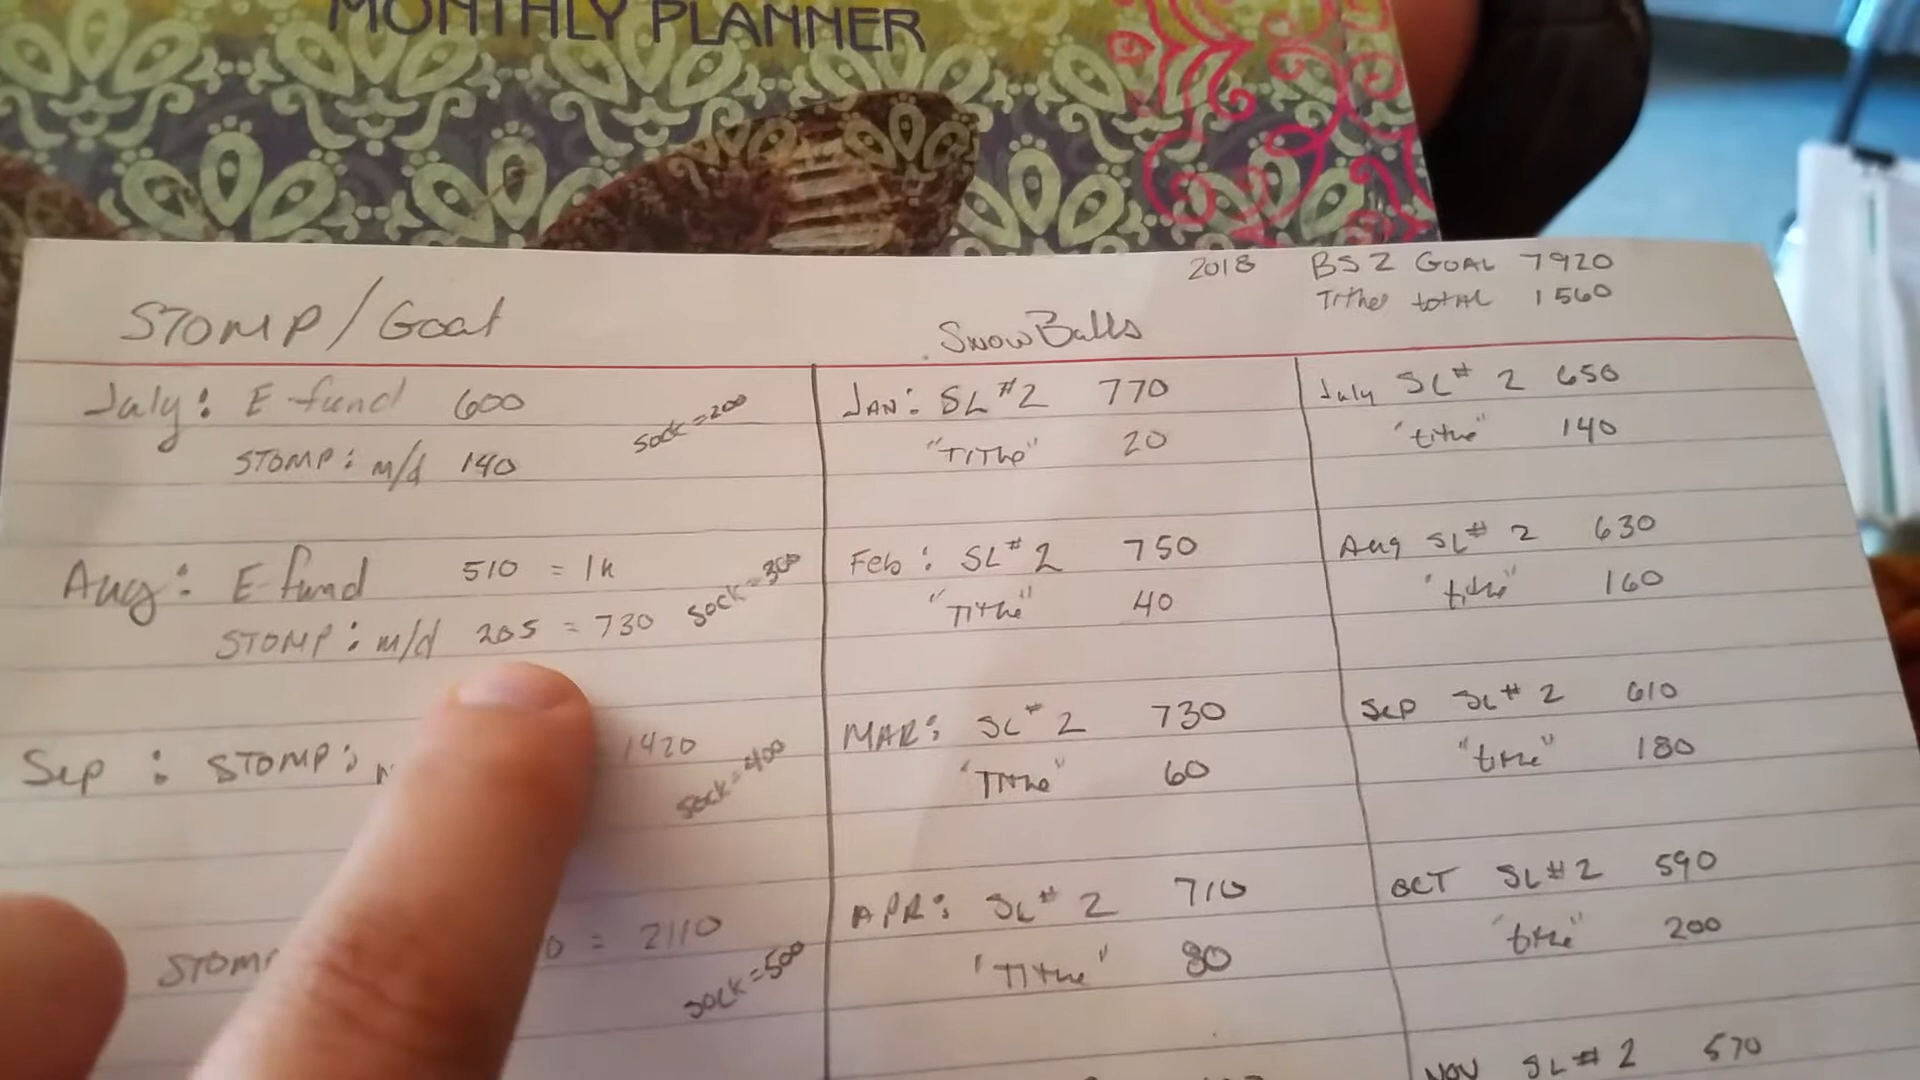 MONTHLY PLANNER
2018 BS2 GOAL 7920
Tithes total 1560
STOMP/Goal
SnowBalls
July: E-fund 600
STOMP: m/d 140
Sock=200
Aug: E-fund 510 = 1k
STOMP: m/d 205 = 730
Sock=300
Sep : STOMP: 1420
Sock=400
STOMP 0 = 2110
Sock=500
JAN: SL #2 770
"TITHe" 20
Feb: SL #2 750
"TITHe" 40
MAR: SL #2 730
"TITHe" 60
APR: SL #2 710
"TITHe" 80
July SL #2 650
"tithe" 140
Aug SL #2 630
"tithe" 160
Sep SL #2 610
"tithe" 180
OCT SL #2 590
"tithe" 200
NOV SL #2 570